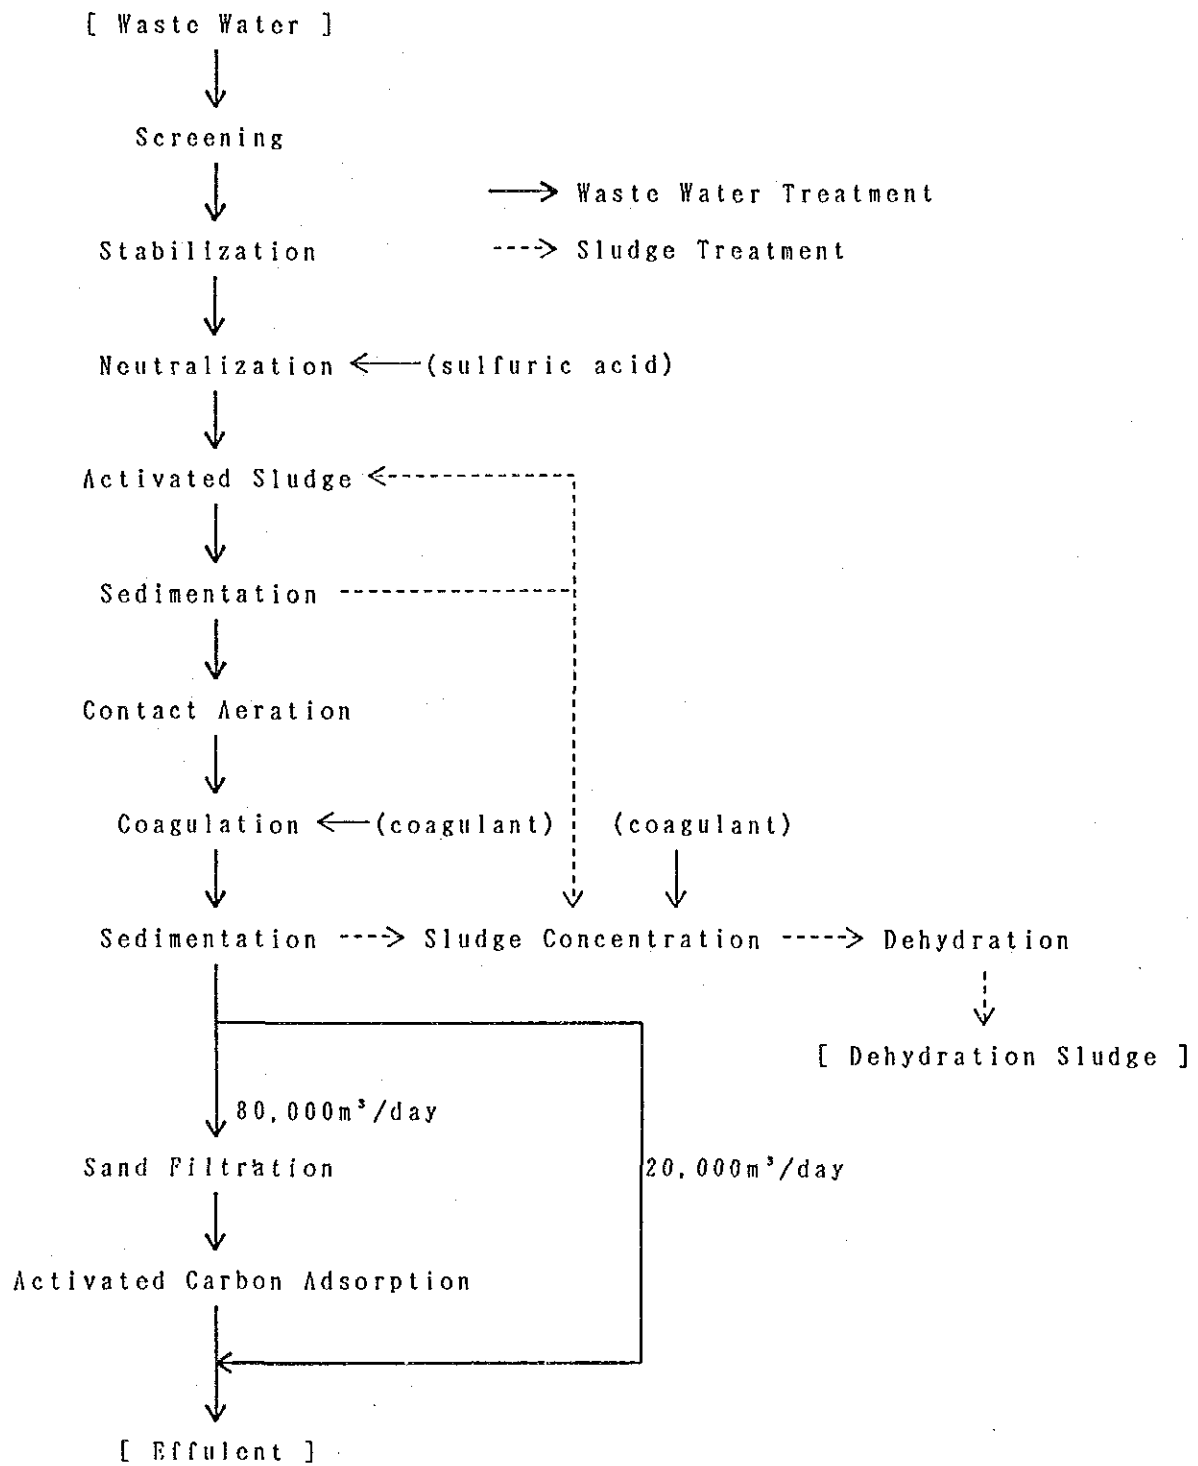 [ Waste Water ]
Screening
Waste Water Treatment
Stabilization
Sludge Treatment
Neutralization
(sulfuric acid)
Activated Sludge
Sedimentation
Contact Aeration
Coagulation
(coagulant)
(coagulant)
Sedimentation
Sludge Concentration
Dehydration
[ Dehydration Sludge ]
80,000m³/day
Sand Filtration
20,000m³/day
Activated Carbon Adsorption
[ Effulent ]